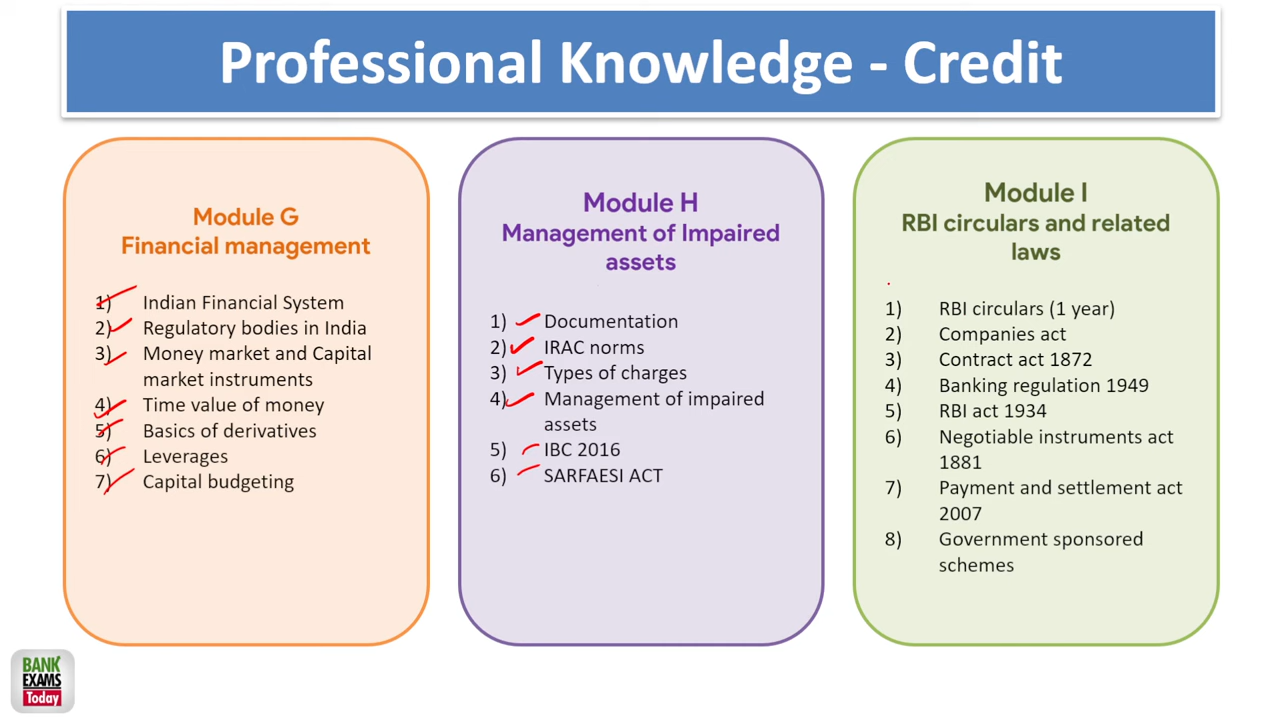 Professional Knowledge - Credit
Module G
Financial management
1) Indian Financial System
2) Regulatory bodies in India
3) Money market and Capital
market instruments
4) Time value of money
5) Basics of derivatives
6) Leverages
7) Capital budgeting
Module H
Management of Impaired
assets
1) Documentation
2) IRAC norms
3) Types of charges
4) Management of impaired
assets
5) IBC 2016
6) SARFAESI ACT
Module I
RBI circulars and related
laws
1) RBI circulars (1 year)
2) Companies act
3) Contract act 1872
4) Banking regulation 1949
5) RBI act 1934
6) Negotiable instruments act
1881
7) Payment and settlement act
2007
8) Government sponsored
schemes
BANK
EXAMS
Today